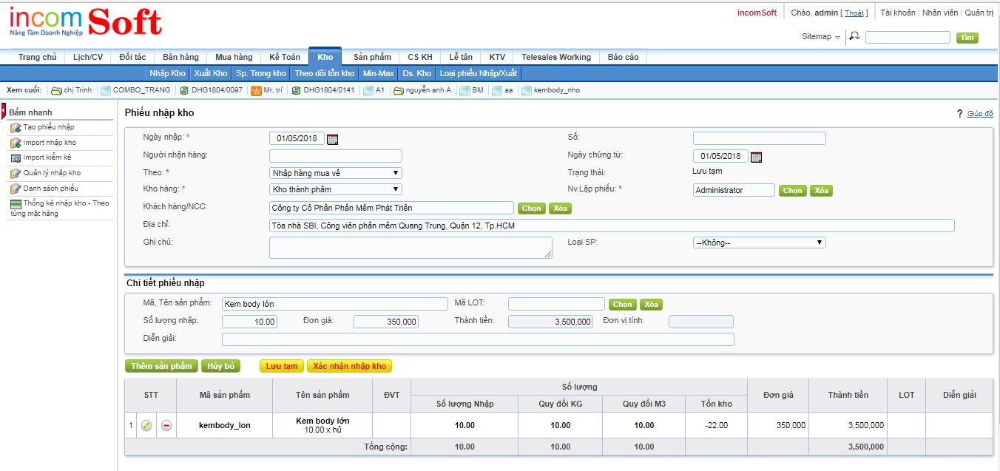 incom Soft
Nâng Tầm Doanh Nghiệp
incomSoft Chào, admin [ Thoát ] Tài khoản | Nhân viên | Quản trị
Sitemap Tìm
Trang chủ Lịch/CV Đối tác Bán hàng Mua hàng Kế Toán Kho Sản phẩm CS KH Lễ tân KTV Telesales Working Báo cáo
Nhập Kho Xuất Kho Sp. Trong kho Theo dõi tồn kho Min-Max Ds. Kho Loại phiếu Nhập/Xuất
Xem cuối: chị Trinh COMBO_TRANG DHG1804/0097 Mr. trí DHG1804/0141 A1 nguyễn anh A BM aa kembody_nho
Bấm nhanh
Tạo phiếu nhập
Import nhập kho
Import kiểm kê
Quản lý nhập kho
Danh sách phiếu
Thống kê nhập kho - Theo
từng mặt hàng
Phiếu nhập kho
? Giúp đỡ
Ngày nhập: * 01/05/2018 Số:
Người nhận hàng: Ngày chứng từ: 01/05/2018
Theo: * Nhập hàng mua về Trạng thái: Lưu tạm
Kho hàng: * Kho thành phẩm Nv.Lập phiếu: * Administrator Chọn Xóa
Khách hàng/NCC: Công ty Cổ Phần Phần Mềm Phát Triển Chọn Xóa
Địa chỉ: Tòa nhà SBI, Công viên phần mềm Quang Trung, Quận 12, Tp.HCM
Ghi chú: Loại SP: --Không--
Chi tiết phiếu nhập
Mã, Tên sản phẩm: Kem body lớn Mã LOT: Chọn Xóa
Số lượng nhập: 10.00 Đơn giá: 350,000 Thành tiền: 3,500,000 Đơn vị tính:
Diễn giải:
Thêm sản phẩm Hủy bỏ Lưu tạm Xác nhận nhập kho
STT Mã sản phẩm Tên sản phẩm ĐVT Số lượng Đơn giá Thành tiền LOT Diễn giải
Số lượng Nhập Quy đổi KG Quy đổi M3 Tồn kho
1 kembody_lon Kem body lớn 10.00 10.00 10.00 -22.00 350,000 3,500,000
10.00 x hủ
Tổng cộng: 10.00 10.00 10.00 3,500,000